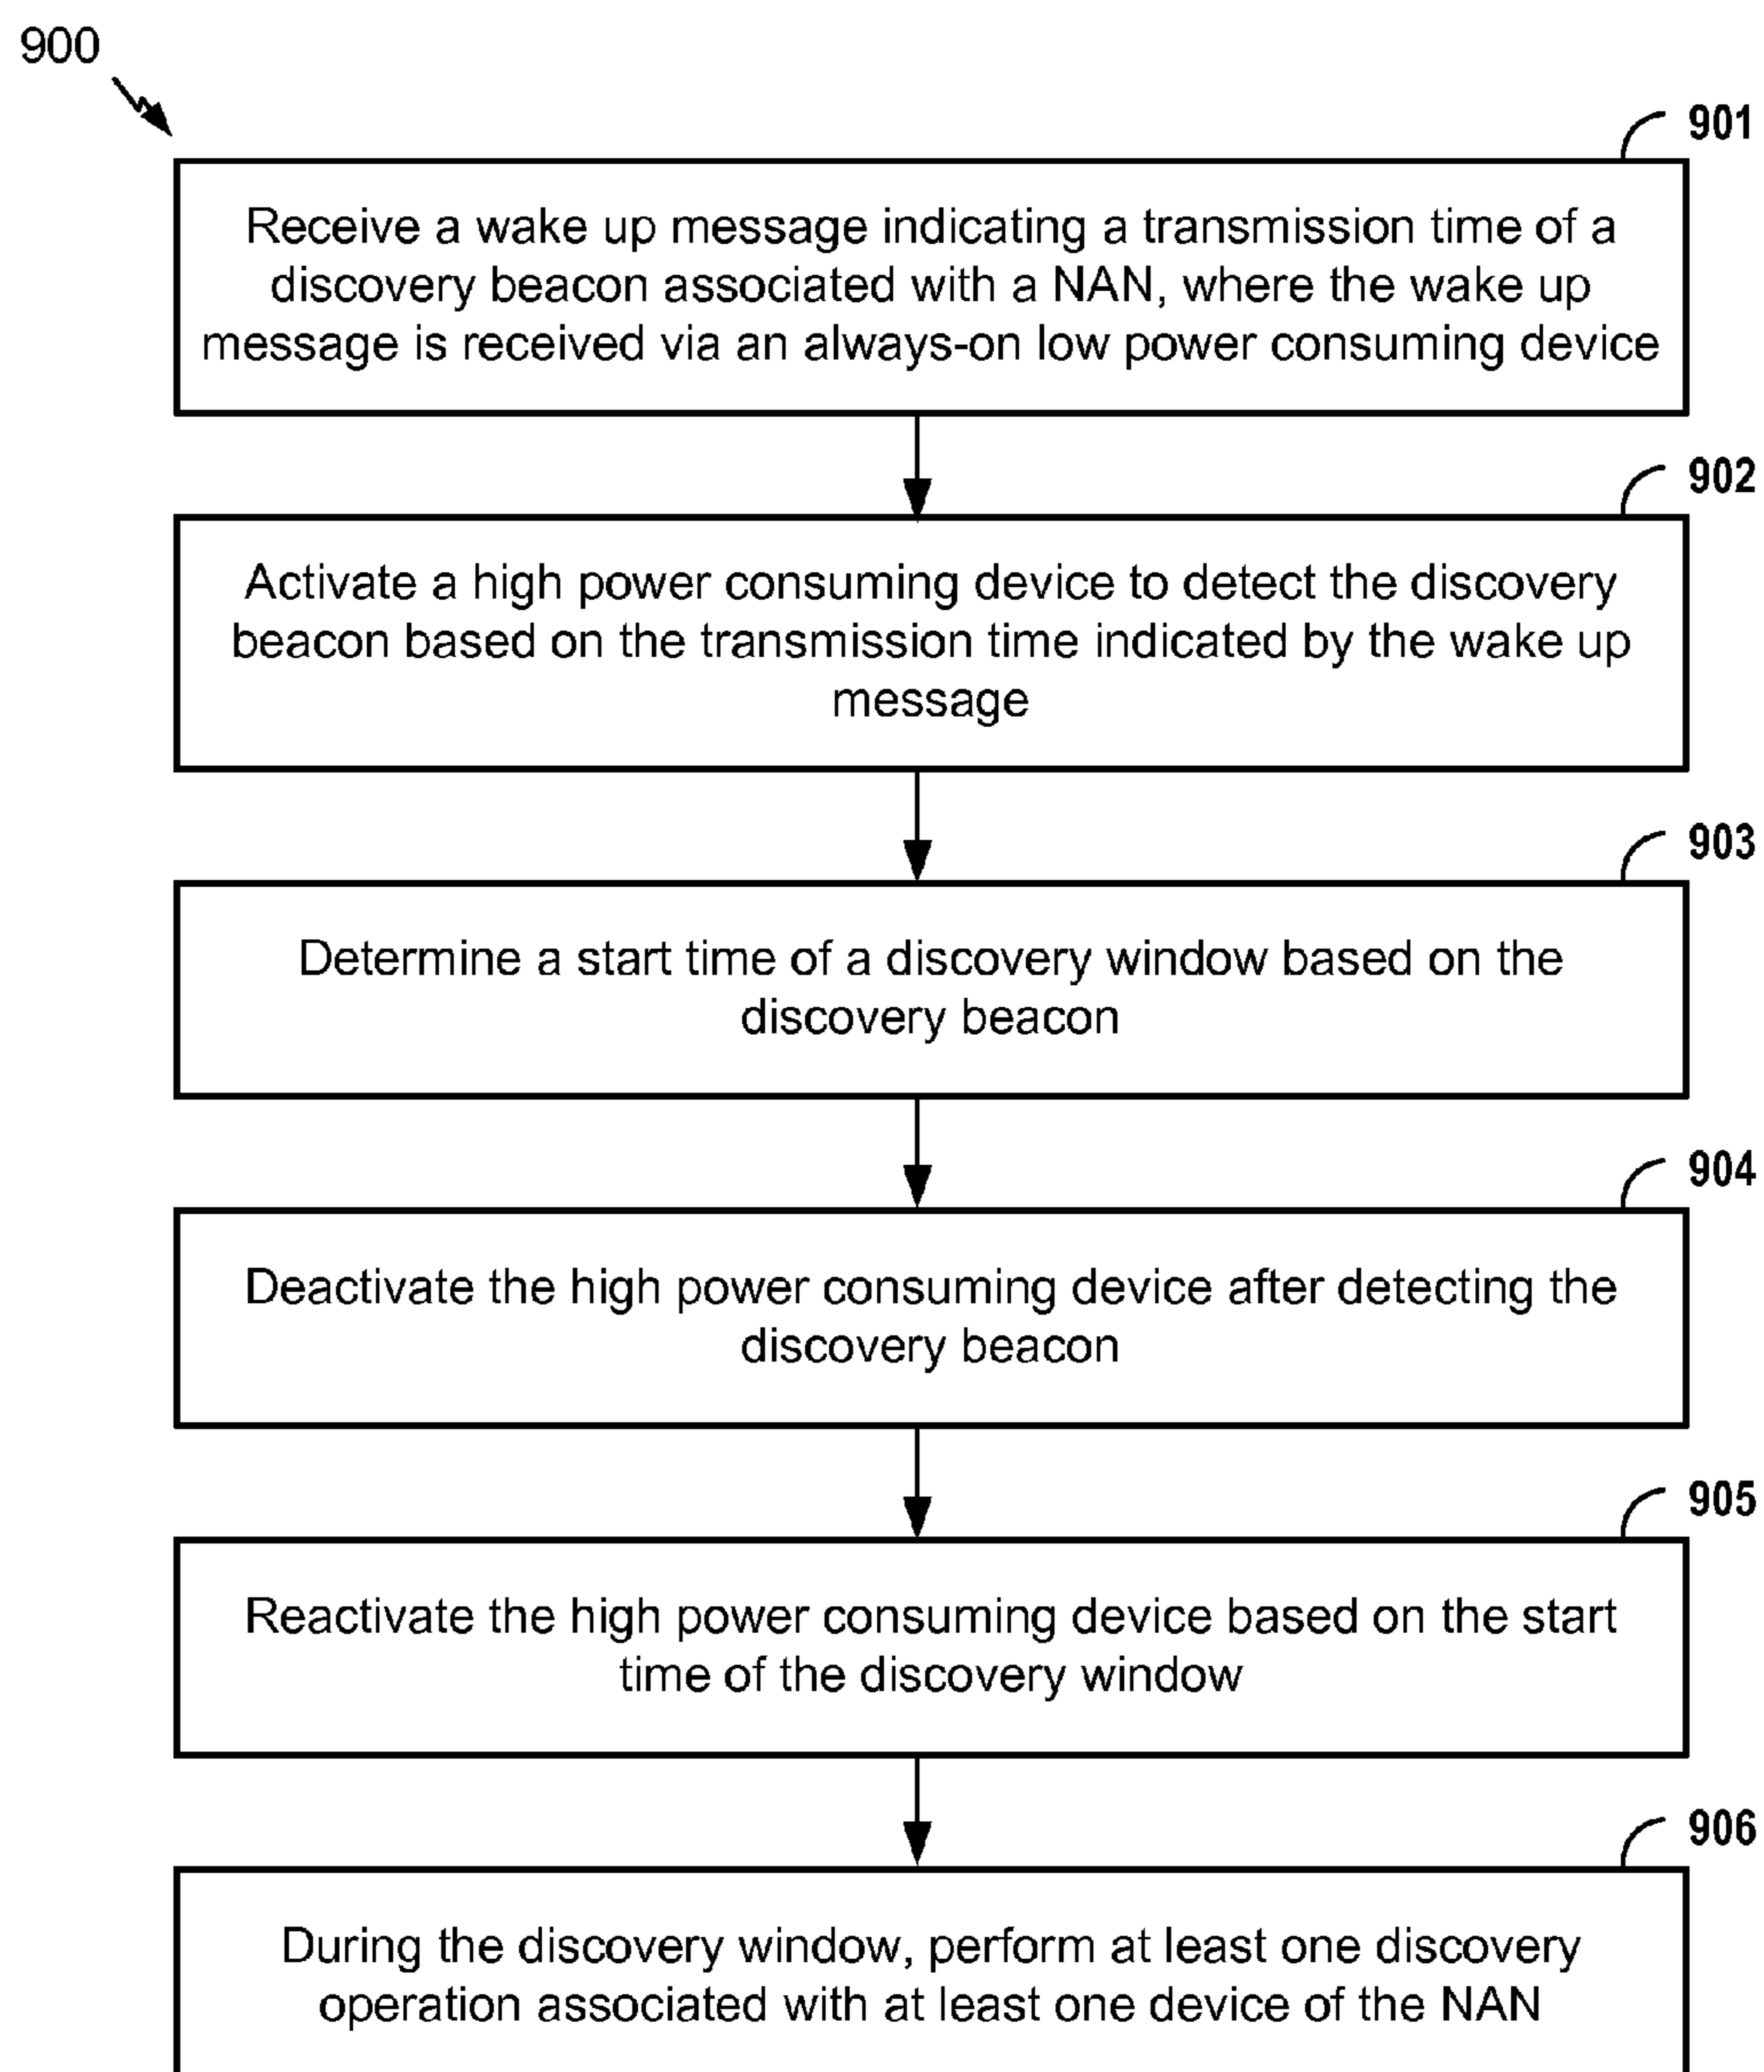 900
901
Receive a wake up message indicating a transmission time of a
discovery beacon associated with a NAN, where the wake up
message is received via an always-on low power consuming device
902
Activate a high power consuming device to detect the discovery
beacon based on the transmission time indicated by the wake up
message
903
Determine a start time of a discovery window based on the
discovery beacon
904
Deactivate the high power consuming device after detecting the
discovery beacon
905
Reactivate the high power consuming device based on the start
time of the discovery window
906
During the discovery window, perform at least one discovery
operation associated with at least one device of the NAN